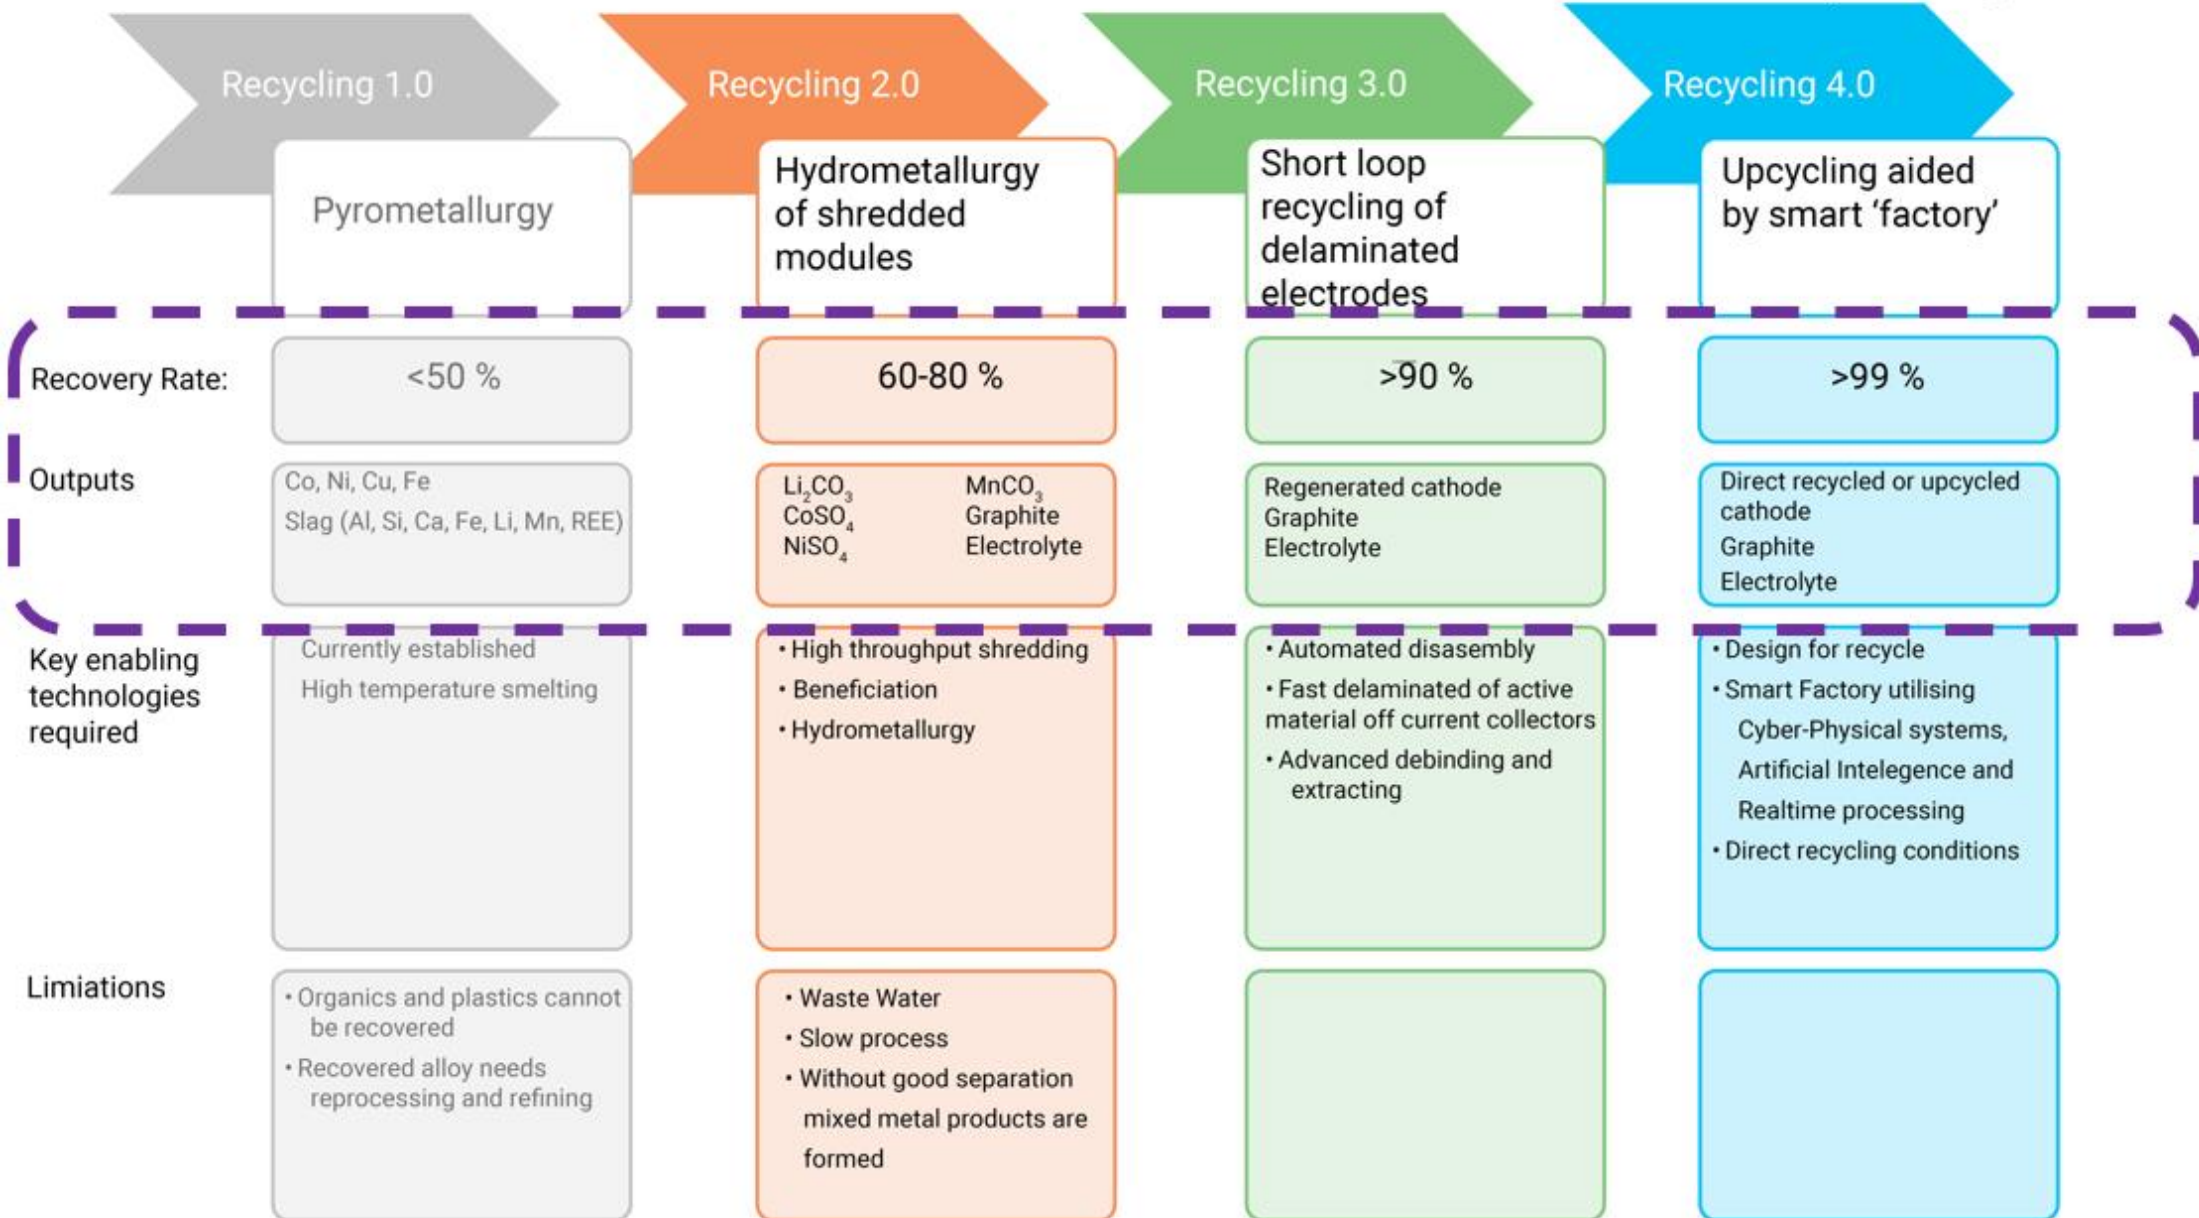 Recycling 1.0
Recycling 2.0
Recycling 3.0
Recycling 4.0
Pyrometallurgy
Hydrometallurgy
of shredded
modules
Short loop
recycling of
delaminated
electrodes
Upcycling aided
by smart ‘factory’
Recovery Rate:
<50 %
60-80 %
>90 %
>99 %
Outputs
Co, Ni, Cu, Fe
Slag (Al, Si, Ca, Fe, Li, Mn, REE)
Li₂CO₃
CoSO₄
NiSO₄
MnCO₃
Graphite
Electrolyte
Regenerated cathode
Graphite
Electrolyte
Direct recycled or upcycled
cathode
Graphite
Electrolyte
Key enabling
technologies
required
Currently established
High temperature smelting
• High throughput shredding
• Beneficiation
• Hydrometallurgy
• Automated disasembly
• Fast delaminated of active
material off current collectors
• Advanced debinding and
extracting
• Design for recycle
• Smart Factory utilising
Cyber-Physical systems,
Artificial Intelegence and
Realtime processing
• Direct recycling conditions
Limiations
• Organics and plastics cannot
be recovered
• Recovered alloy needs
reprocessing and refining
• Waste Water
• Slow process
• Without good separation
mixed metal products are
formed